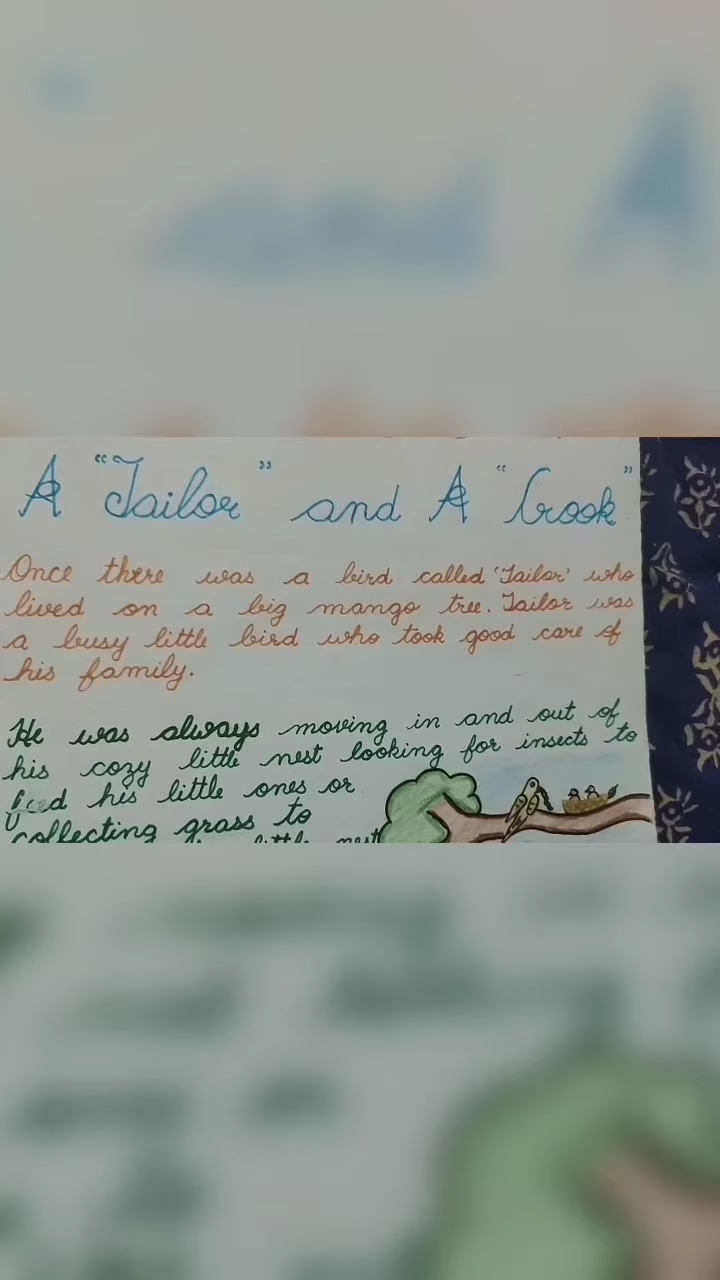 A "Tailor" and A "Crook"
Once there was a bird called 'Tailor' who
lived on a big mango tree. Tailor was
a busy little bird who took good care of
his family.
He was always moving in and out of
his cozy little nest looking for insects to
feed his little ones or
collecting grass to
little nest